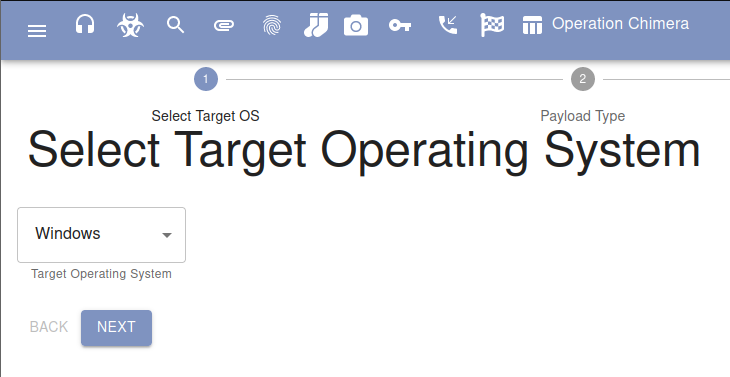 Operation Chimera
1
2
Select Target OS
Payload Type
Select Target Operating System
Windows
Target Operating System
BACK
NEXT